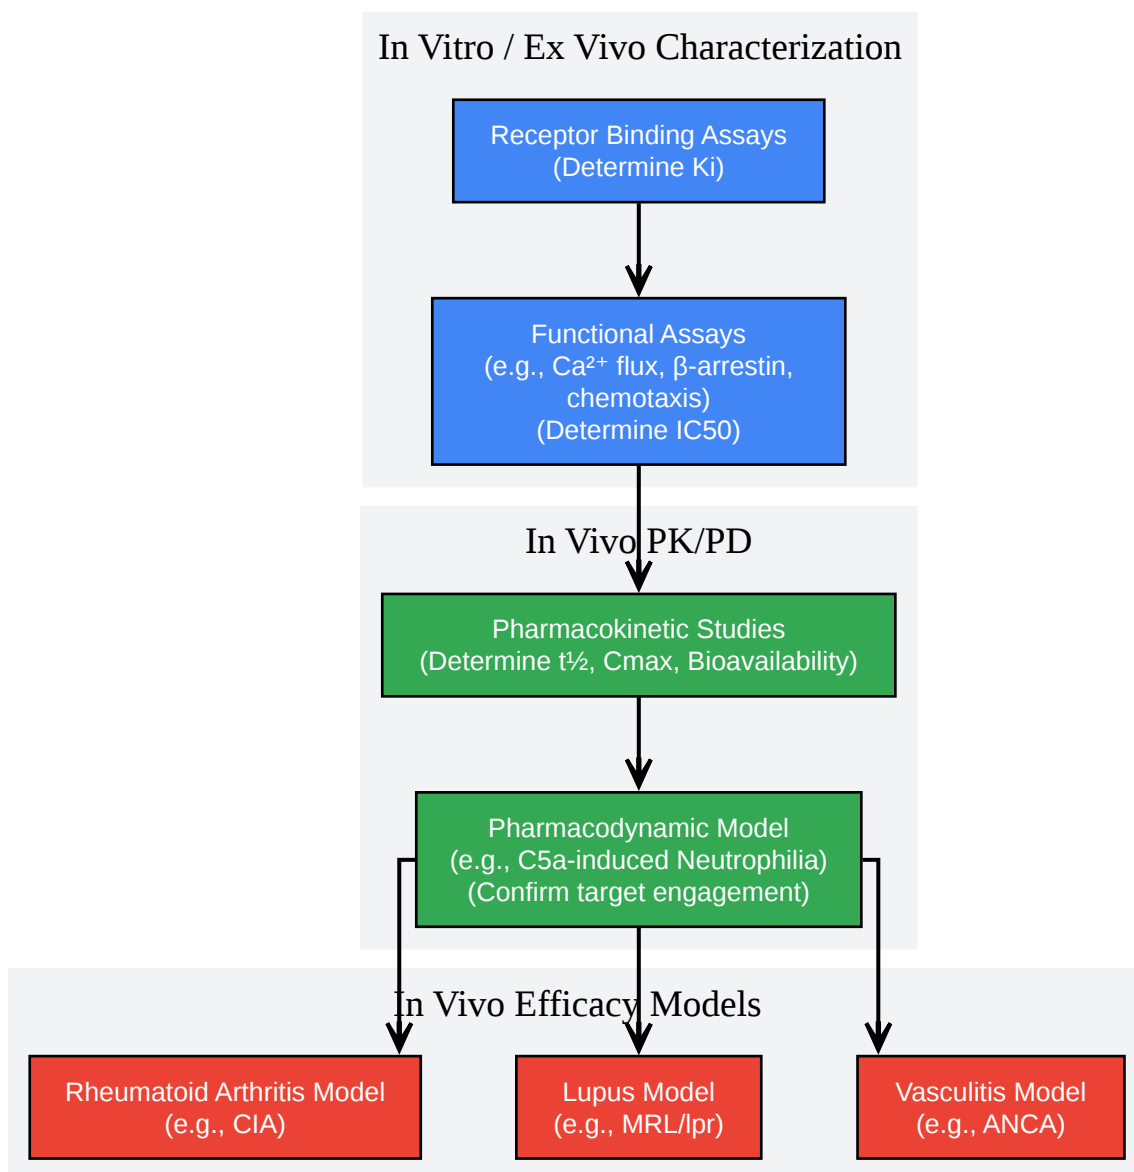 In Vitro / Ex Vivo Characterization
Receptor Binding Assays
(Determine Ki)
Functional Assays
(e.g., Ca²⁺ flux, β-arrestin,
chemotaxis)
(Determine IC50)
In Vivo PK/PD
Pharmacokinetic Studies
(Determine t½, Cmax, Bioavailability)
Pharmacodynamic Model
(e.g., C5a-induced Neutrophilia)
(Confirm target engagement)
In Vivo Efficacy Models
Rheumatoid Arthritis Model
(e.g., CIA)
Lupus Model
(e.g., MRL/lpr)
Vasculitis Model
(e.g., ANCA)